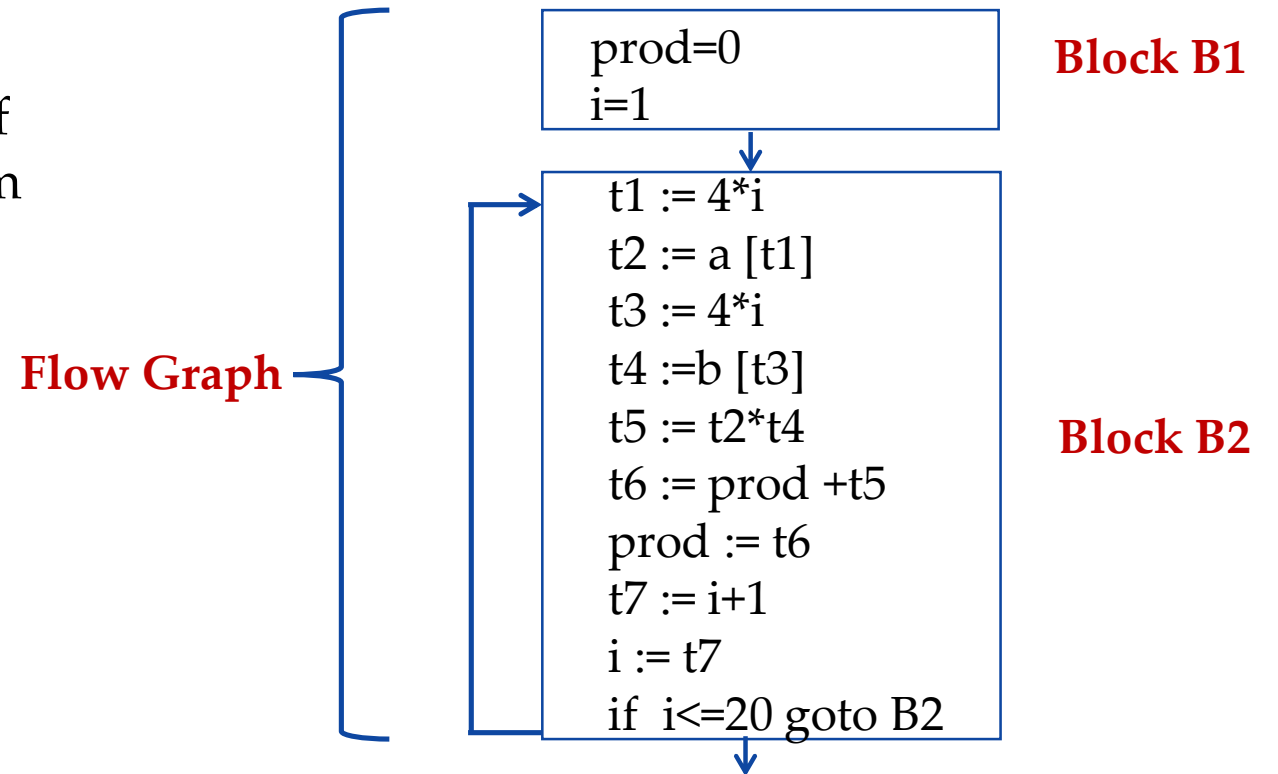 prod=0
i=1
Block B1
t1 := 4*i
t2 := a [t1]
t3 := 4*i
t4 :=b [t3]
t5 := t2*t4
t6 := prod +t5
prod := t6
t7 := i+1
i := t7
if i<=20 goto B2
Flow Graph
Block B2